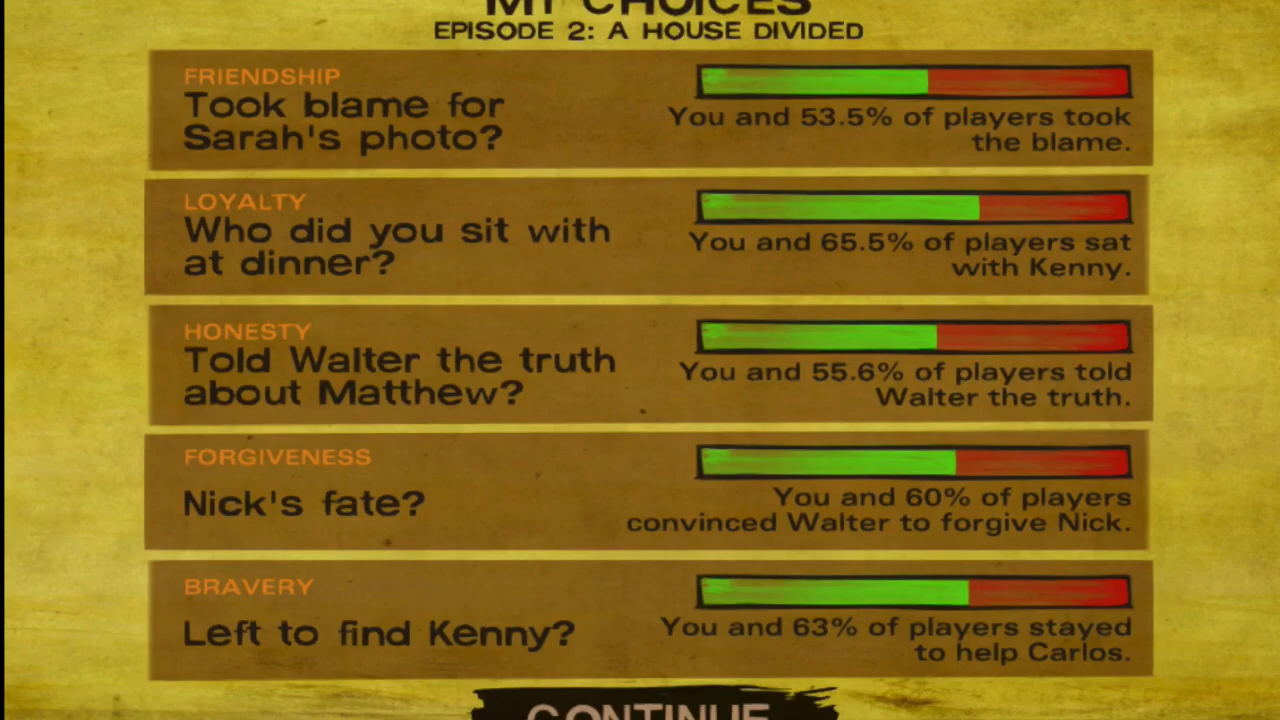 MY CHOICES
EPISODE 2: A HOUSE DIVIDED
FRIENDSHIP
Took blame for
Sarah's photo?
You and 53.5% of players took
the blame.
LOYALTY
Who did you sit with
at dinner?
You and 65.5% of players sat
with Kenny.
HONESTY
Told Walter the truth
about Matthew?
You and 55.6% of players told
Walter the truth.
FORGIVENESS
Nick's fate?
You and 60% of players
convinced Walter to forgive Nick.
BRAVERY
Left to find Kenny?
You and 63% of players stayed
to help Carlos.
CONTINUE